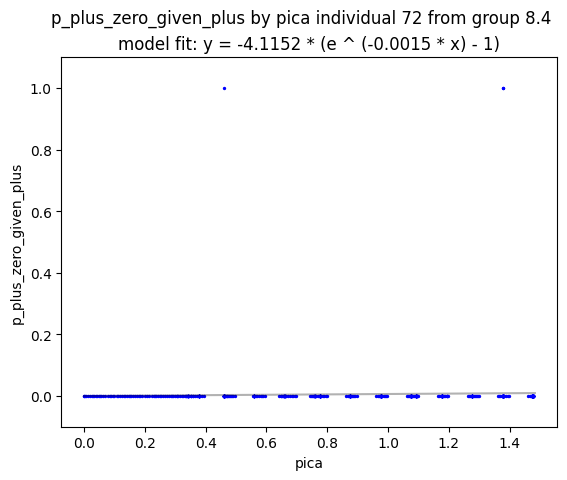 p_plus_zero_given_plus by pica individual 72 from group 8.4
model fit: y = -4.1152 * (e ^ (-0.0015 * x) - 1)
1.0
0.8
0.6
0.4
0.2
0.0
p_plus_zero_given_plus
0.0 0.2 0.4 0.6 0.8 1.0 1.2 1.4
pica